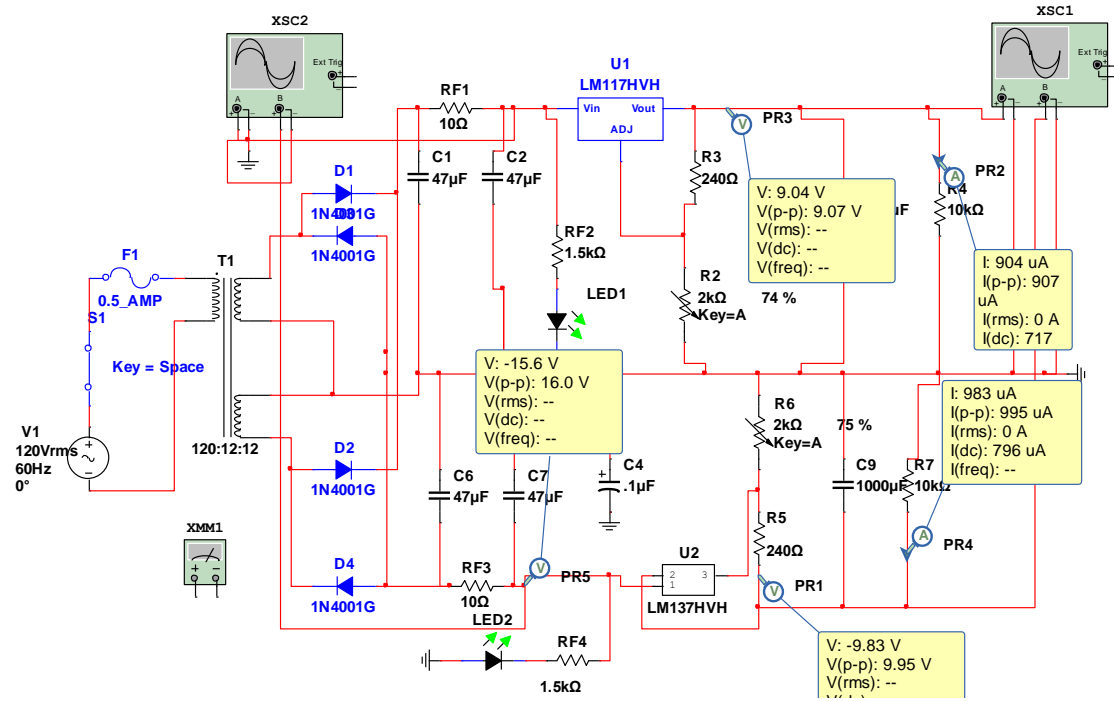 XSC2
Ext Trig
A
B
XSC1
Ext Trig
A
B
U1
LM117HVH
Vin
Vout
ADJ
RF1
10Ω
C1
47µF
C2
47µF
D1
1N4001G
1N4001G
F1
0.5_AMP
S1
Key = Space
T1
120:12:12
V1
120Vrms
60Hz
0°
RF2
1.5kΩ
LED1
R3
240Ω
R2
2kΩ
Key=A
74 %
PR3
V
V: 9.04 V
V(p-p): 9.07 V
V(rms): --
V(dc): --
V(freq): --
uF
PR2
A
R4
10kΩ
I: 904 uA
I(p-p): 907
uA
I(rms): 0 A
I(dc): 717
V: -15.6 V
V(p-p): 16.0 V
V(rms): --
V(dc): --
V(freq): --
I: 983 uA
I(p-p): 995 uA
I(rms): 0 A
I(dc): 796 uA
I(freq): --
R6
2kΩ
Key=A
75 %
D2
1N4001G
C6
47µF
C7
47µF
C4
.1µF
C9
1000µF
R7
10kΩ
R5
240Ω
XMM1
D4
1N4001G
RF3
10Ω
V
PR5
U2
2
1
3
LM137HVH
A
PR4
V
PR1
LED2
RF4
1.5kΩ
V: -9.83 V
V(p-p): 9.95 V
V(rms): --